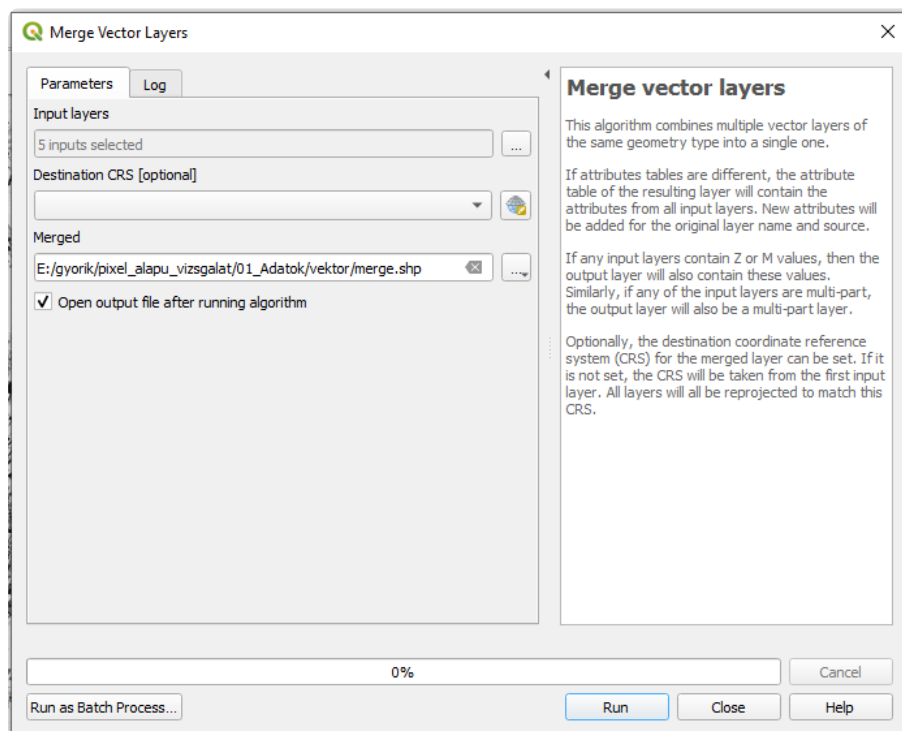 Merge Vector Layers
Parameters
Log
Input layers
5 inputs selected
...
Destination CRS [optional]
Merged
E:/gyorik/pixel_alapu_vizsgalat/01_Adatok/vektor/merge.shp
...
Open output file after running algorithm
Merge vector layers
This algorithm combines multiple vector layers of
the same geometry type into a single one.
If attributes tables are different, the attribute
table of the resulting layer will contain the
attributes from all input layers. New attributes will
be added for the original layer name and source.
If any input layers contain Z or M values, then the
output layer will also contain these values.
Similarly, if any of the input layers are multi-part,
the output layer will also be a multi-part layer.
Optionally, the destination coordinate reference
system (CRS) for the merged layer can be set. If it
is not set, the CRS will be taken from the first input
layer. All layers will all be reprojected to match this
CRS.
0%
Cancel
Run as Batch Process...
Run
Close
Help